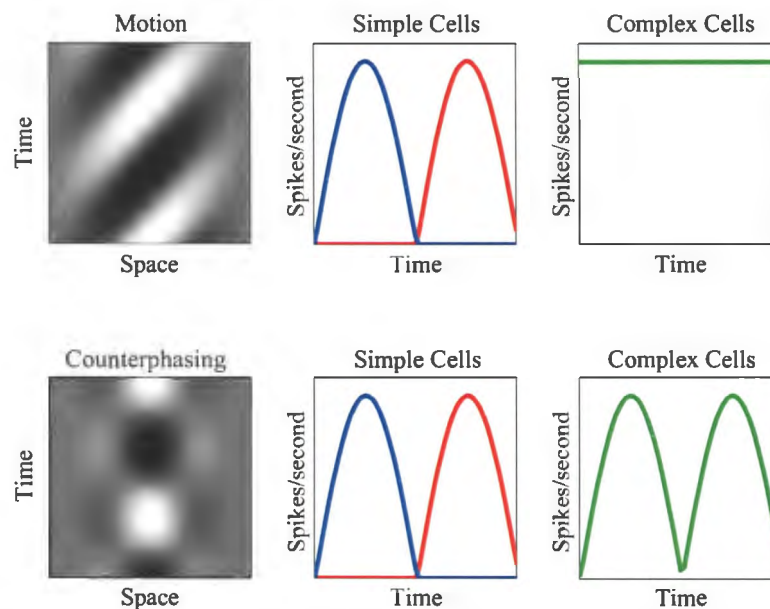 Motion
Simple Cells
Complex Cells
Time
Spikes/second
Spikes/second
Space
Time
Time
Counterphasing
Simple Cells
Complex Cells
Time
Spikes/second
Spikes/second
Space
Time
Time